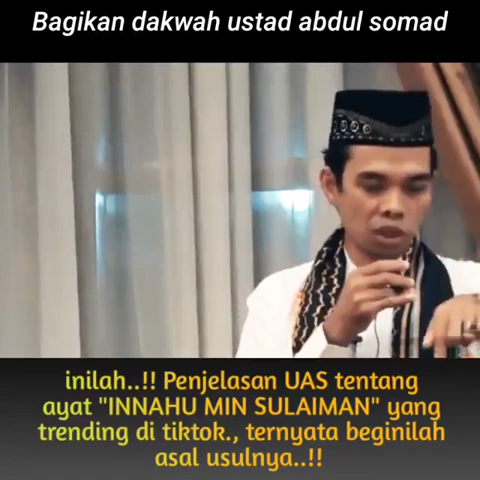 Bagikan dakwah ustad abdul somad
inilah..!! Penjelasan UAS tentang
ayat "INNAHU MIN SULAIMAN" yang
trending di tiktok., ternyata beginilah
asal usulnya..!!